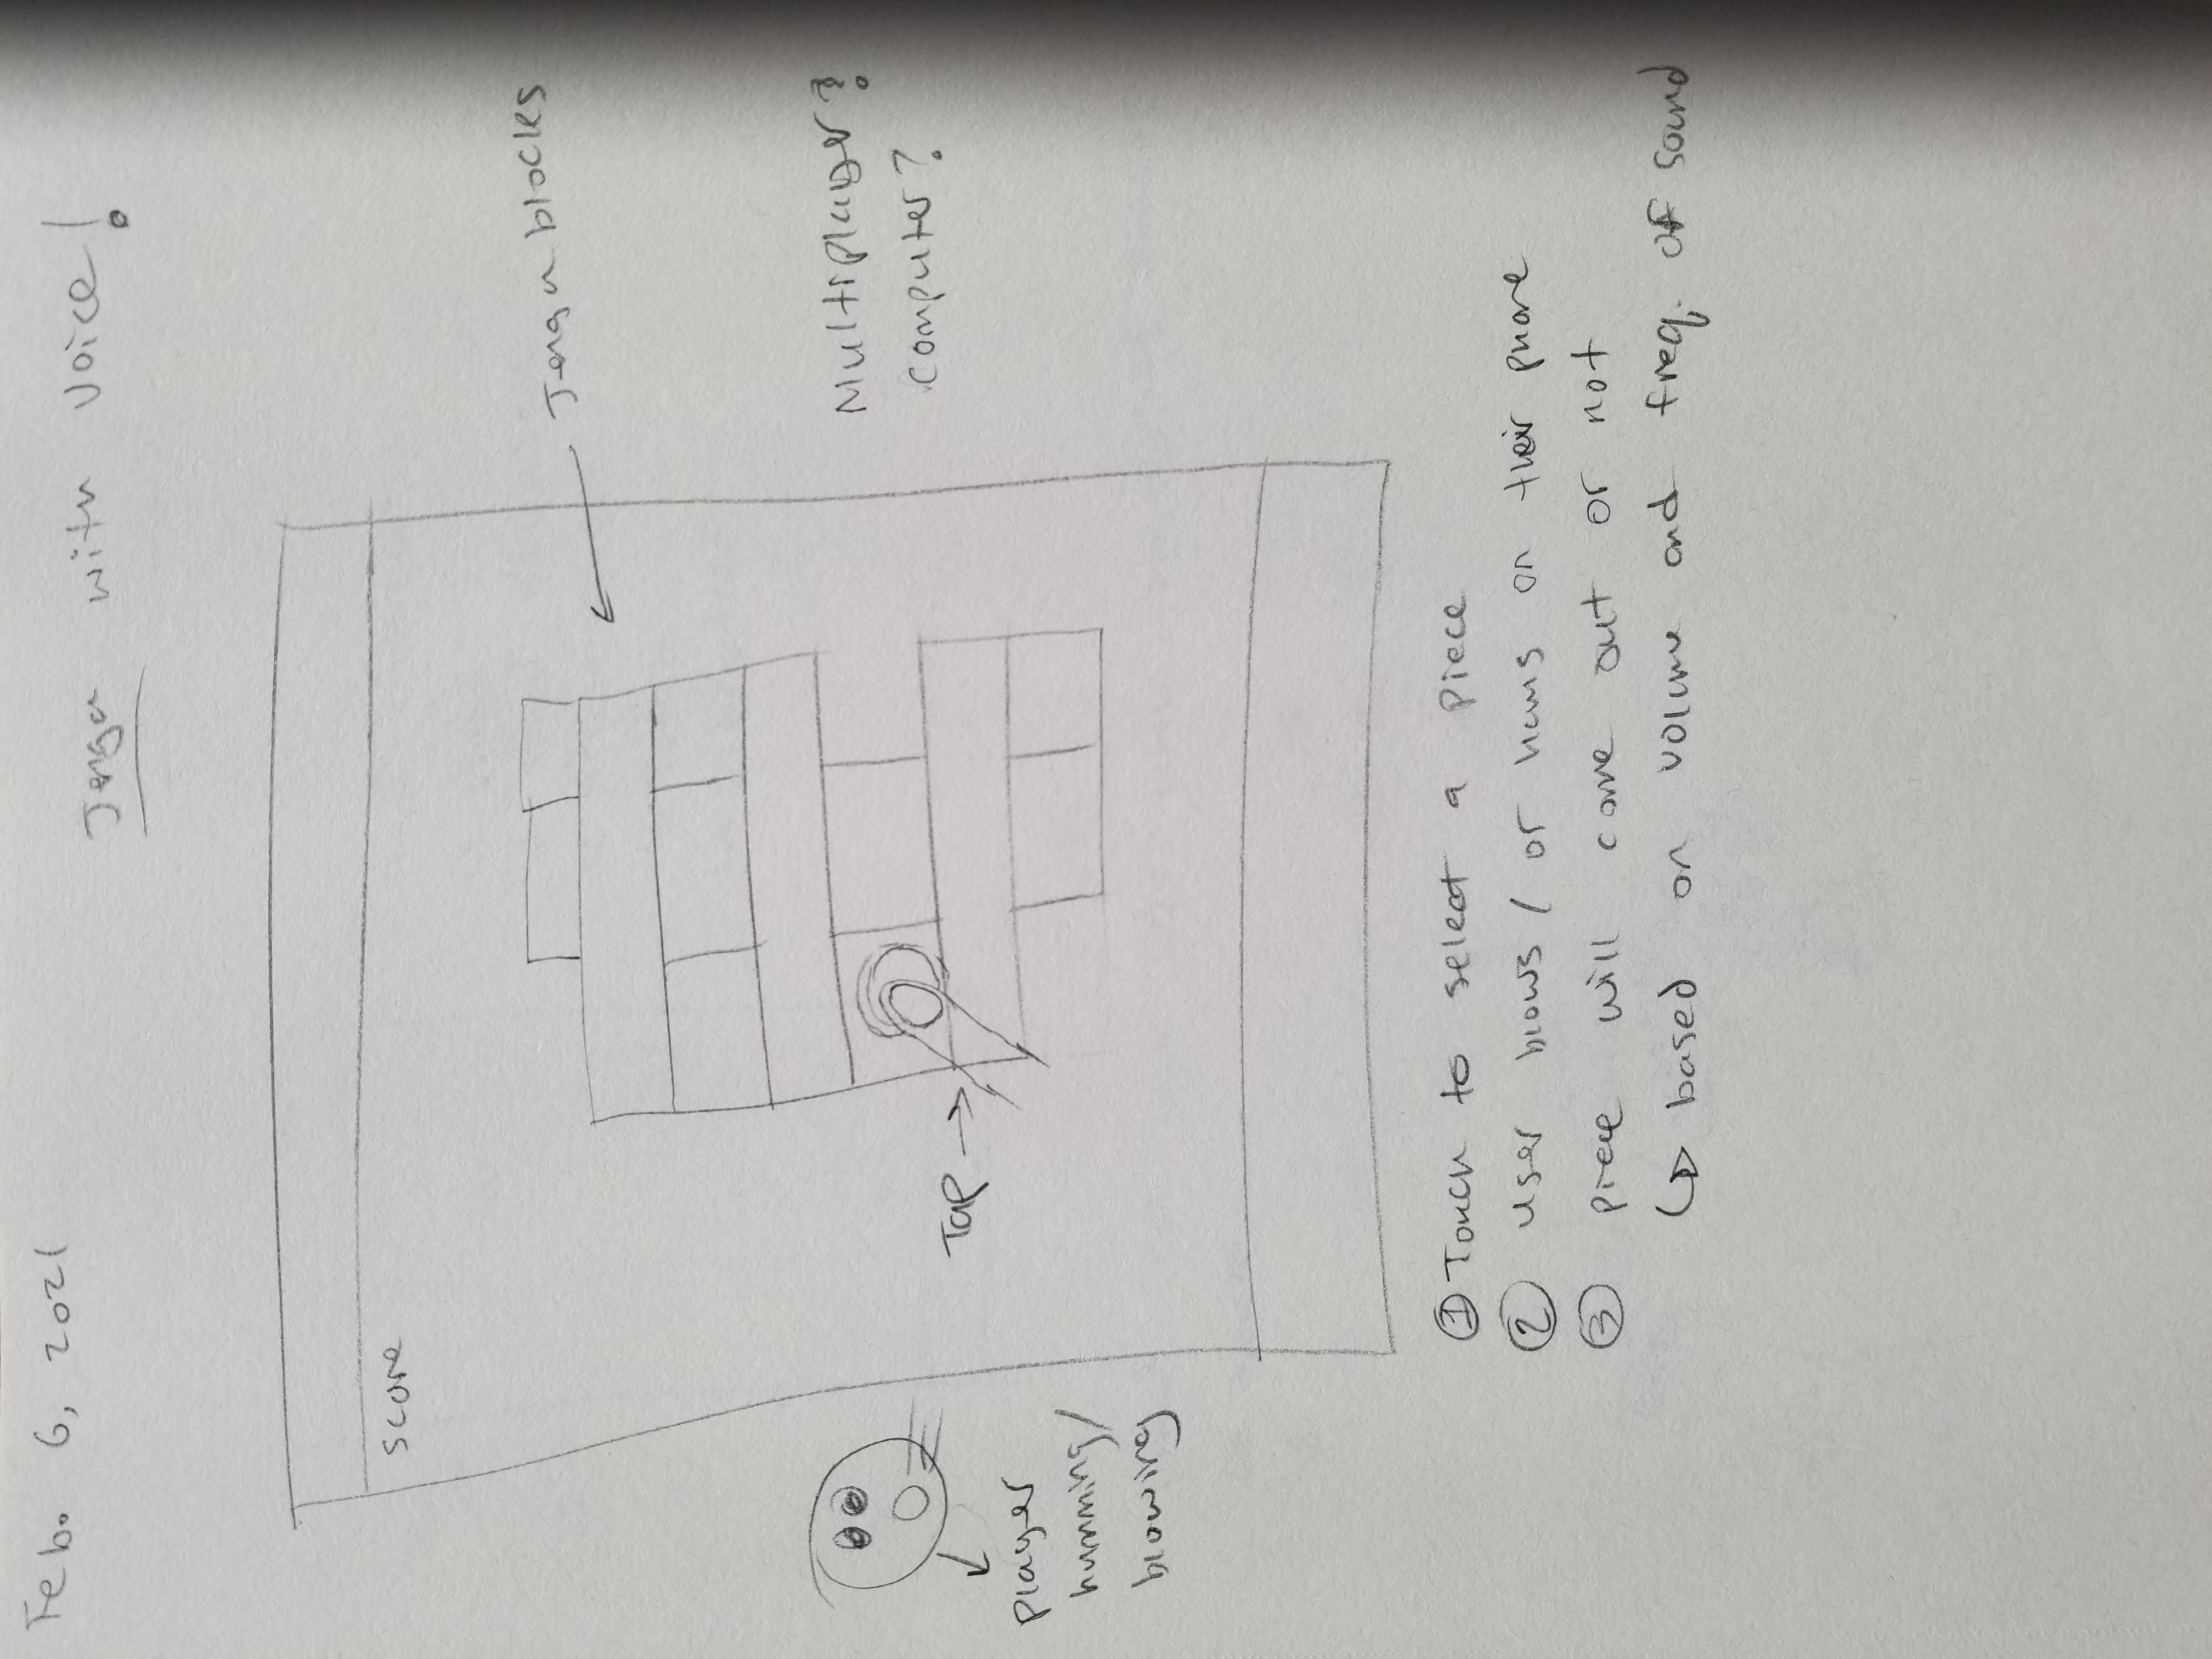 Feb. 6, 2021
Jenga with voice!
score
Jenga blocks
Multiplayer?
computer?
Tap
player
humming/
blowing
① Touch to select a piece
② user blows / or hums on their phone
③ piece will come out or not
↳ based on volume and freq. of sound